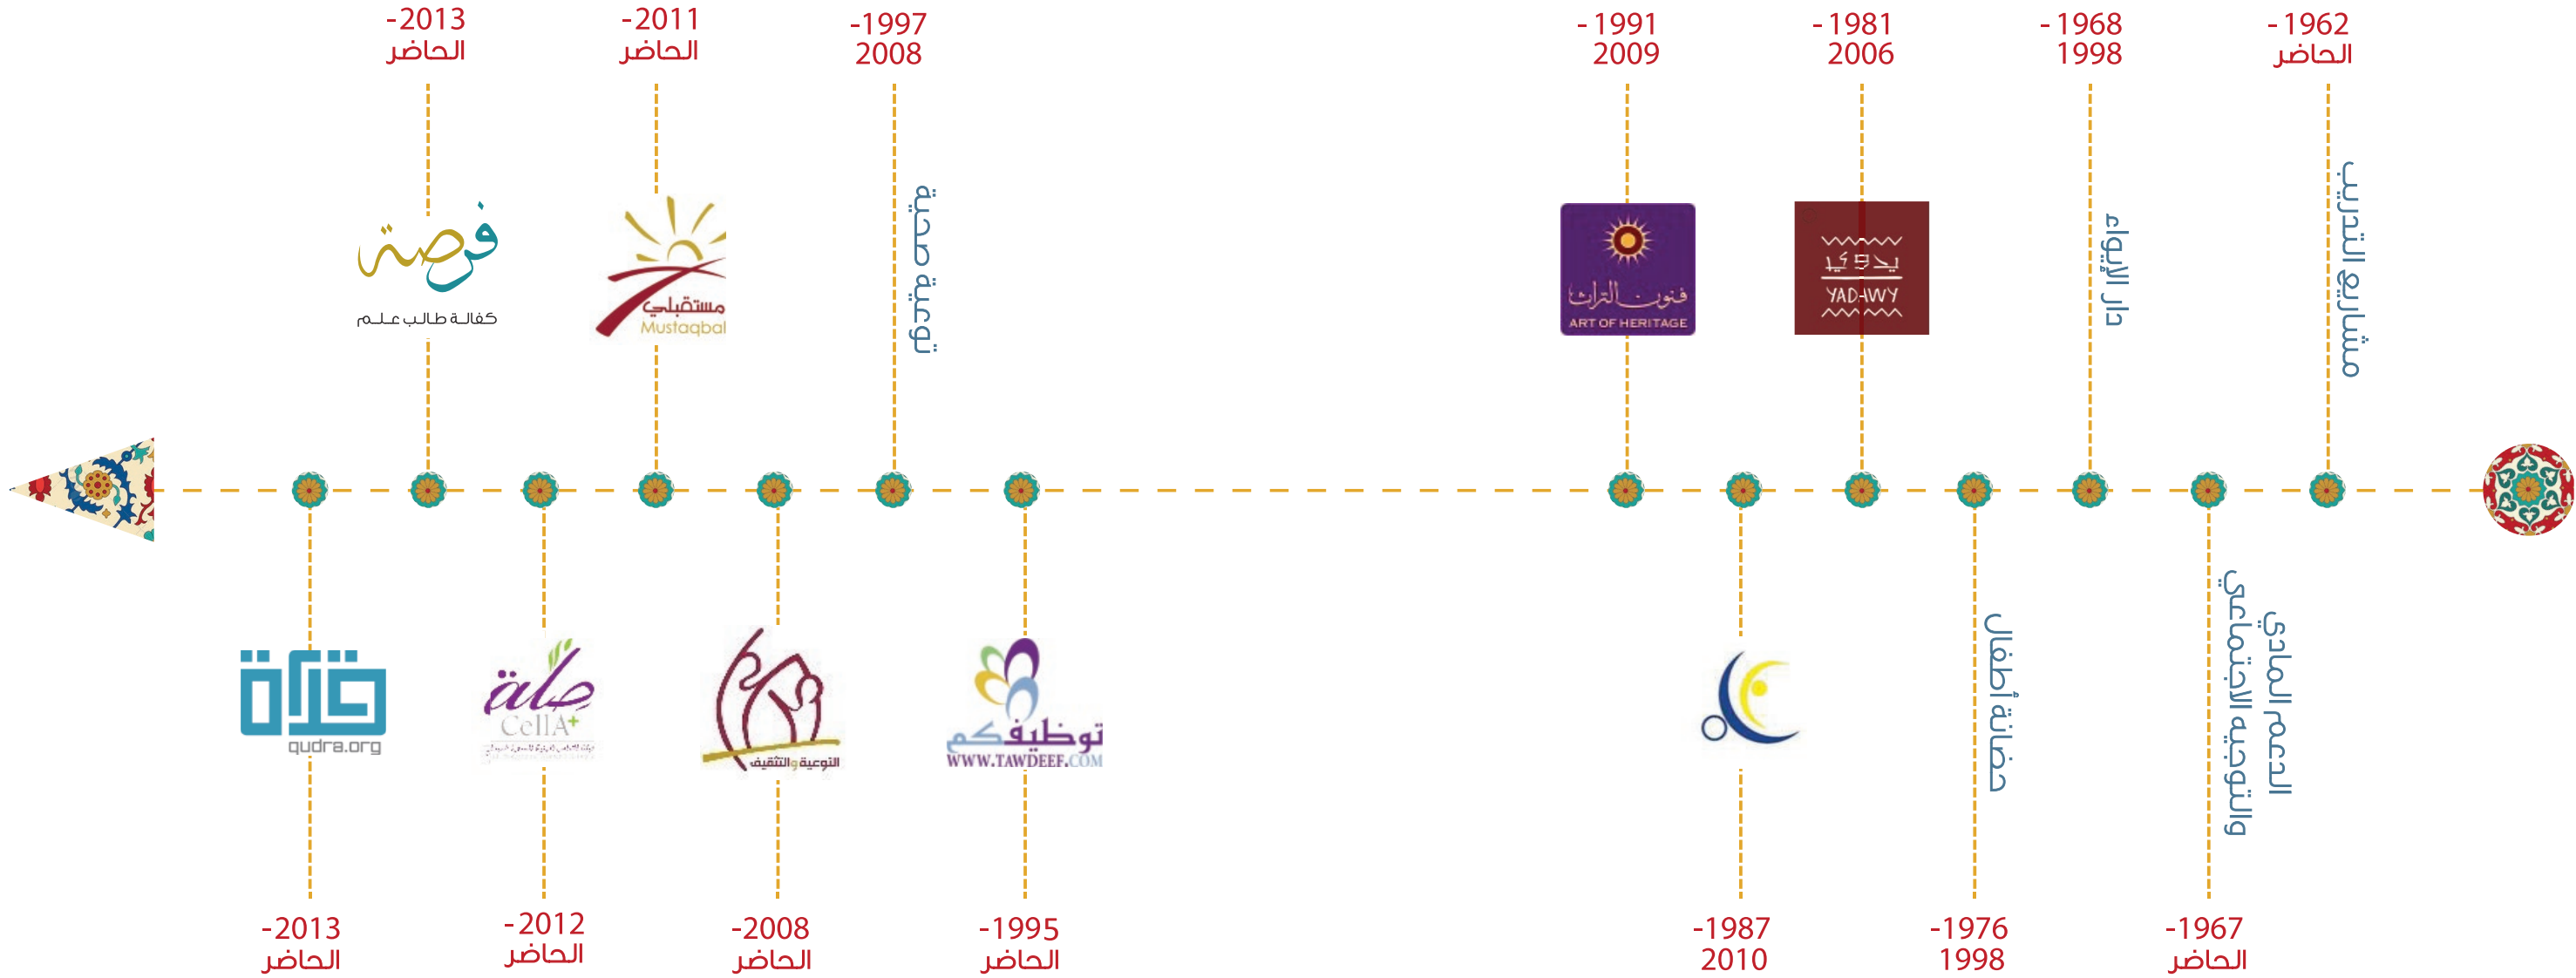 1962-
الحاضر
مشاريع التدريب
1967-
الحاضر
الدعم المادي
والتوجيه الاجتماعي
1968-
1998
دار الإيواء
1976-
1998
حضانة أطفال
1981-
2006
يدوي
YADAWY
1987-
2010
1991-
2009
فنون التراث
ART OF HERITAGE
1995-
الحاضر
توظيفكم
WWW.TAWDEEF.COM
1997-
2008
توعية صحية
2008-
الحاضر
التوعية والتثقيف
2011-
الحاضر
مستقبلي
Mustaqbal
2012-
الحاضر
صلة
CellA+
2013-
الحاضر
فرصة
كفالة طالب علم
2013-
الحاضر
قدرة
qudra.org